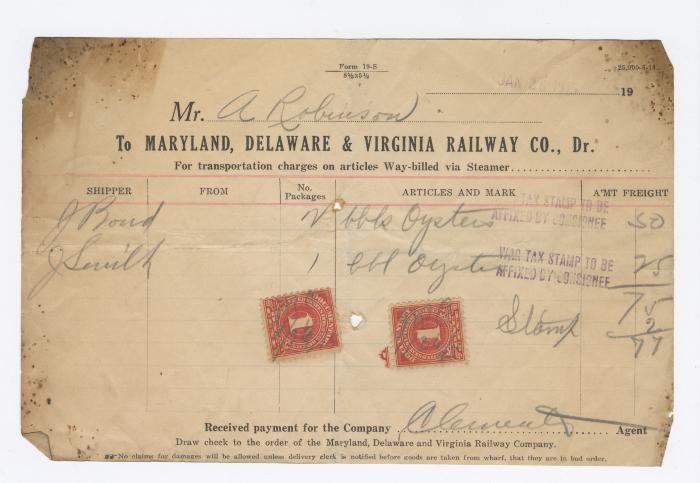 Form 19-S
8½x5½
25,000-8-14
JAN 19
Mr. A Robinson
To MARYLAND, DELAWARE & VIRGINIA RAILWAY CO., Dr.
For transportation charges on articles Way-billed via Steamer
SHIPPER FROM No. Packages ARTICLES AND MARK A'MT FREIGHT
J Bond 2 bbls Oysters 50
TAX STAMP TO BE
AFFIXED BY CONSIGNEE
J Smith 1 bbl Oysters 25
WAR TAX STAMP TO BE
AFFIXED BY CONSIGNEE
75
Stamp 2
77
1
1
Received payment for the Company Clements Agent
Draw check to the order of the Maryland, Delaware and Virginia Railway Company.
No claims for damages will be allowed unless delivery clerk is notified before goods are taken from wharf, that they are in bad order.